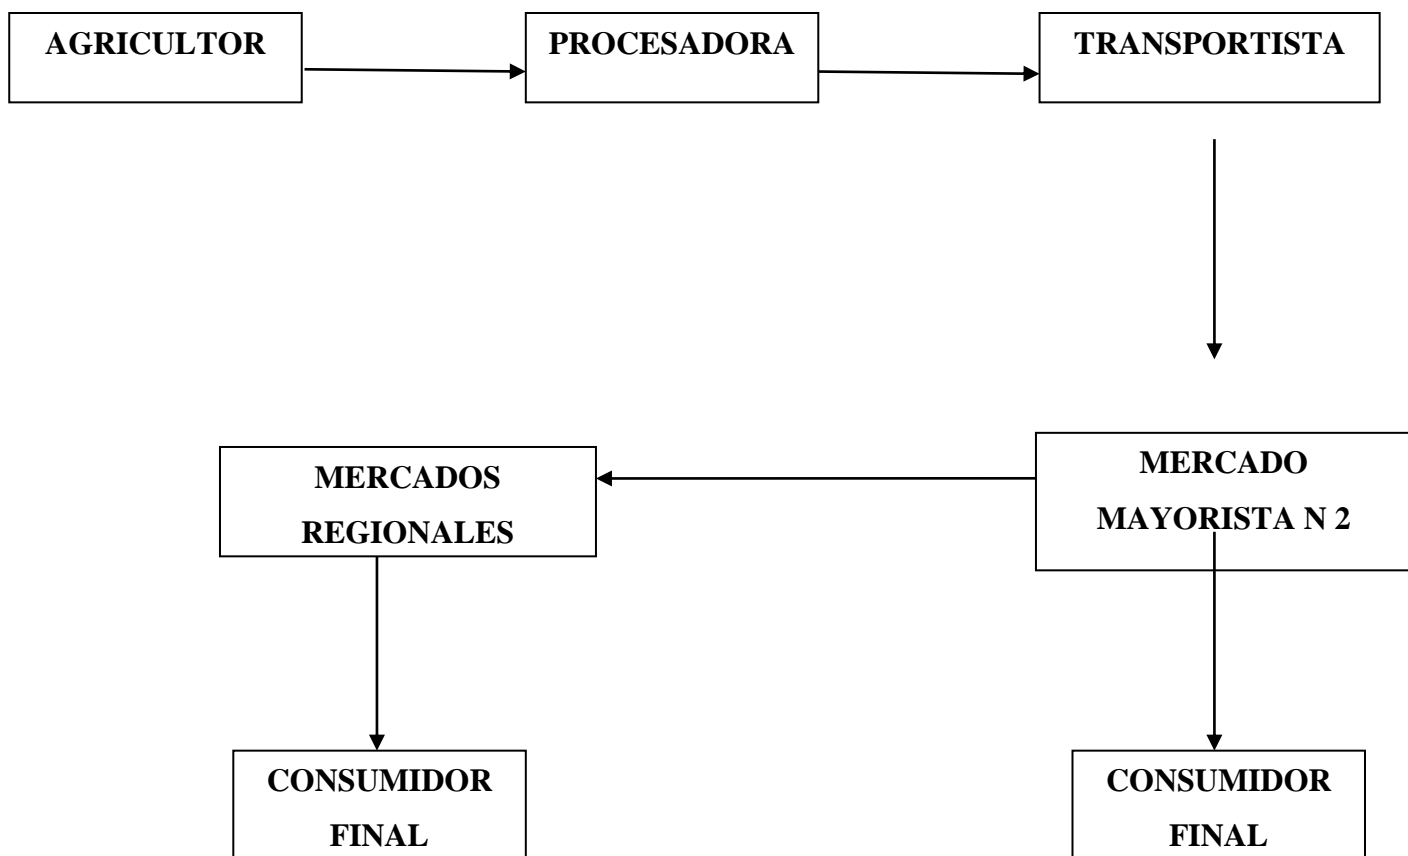 AGRICULTOR
PROCESADORA
TRANSPORTISTA
MERCADOS
REGIONALES
MERCADO
MAYORISTA N 2
CONSUMIDOR
FINAL
CONSUMIDOR
FINAL